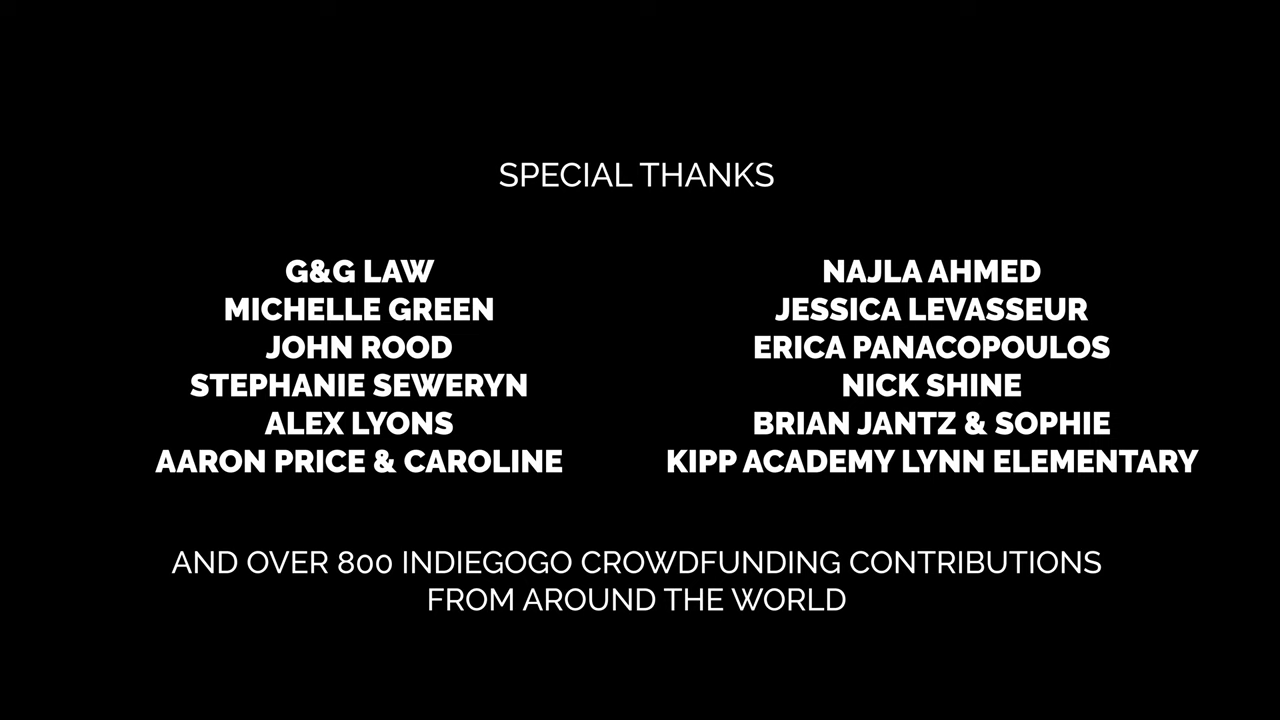 SPECIAL THANKS
G&G LAW
MICHELLE GREEN
JOHN ROOD
STEPHANIE SEWERYN
ALEX LYONS
AARON PRICE & CAROLINE
NAJLA AHMED
JESSICA LEVASSEUR
ERICA PANACOPOULOS
NICK SHINE
BRIAN JANTZ & SOPHIE
KIPP ACADEMY LYNN ELEMENTARY
AND OVER 800 INDIEGOGO CROWDFUNDING CONTRIBUTIONS
FROM AROUND THE WORLD